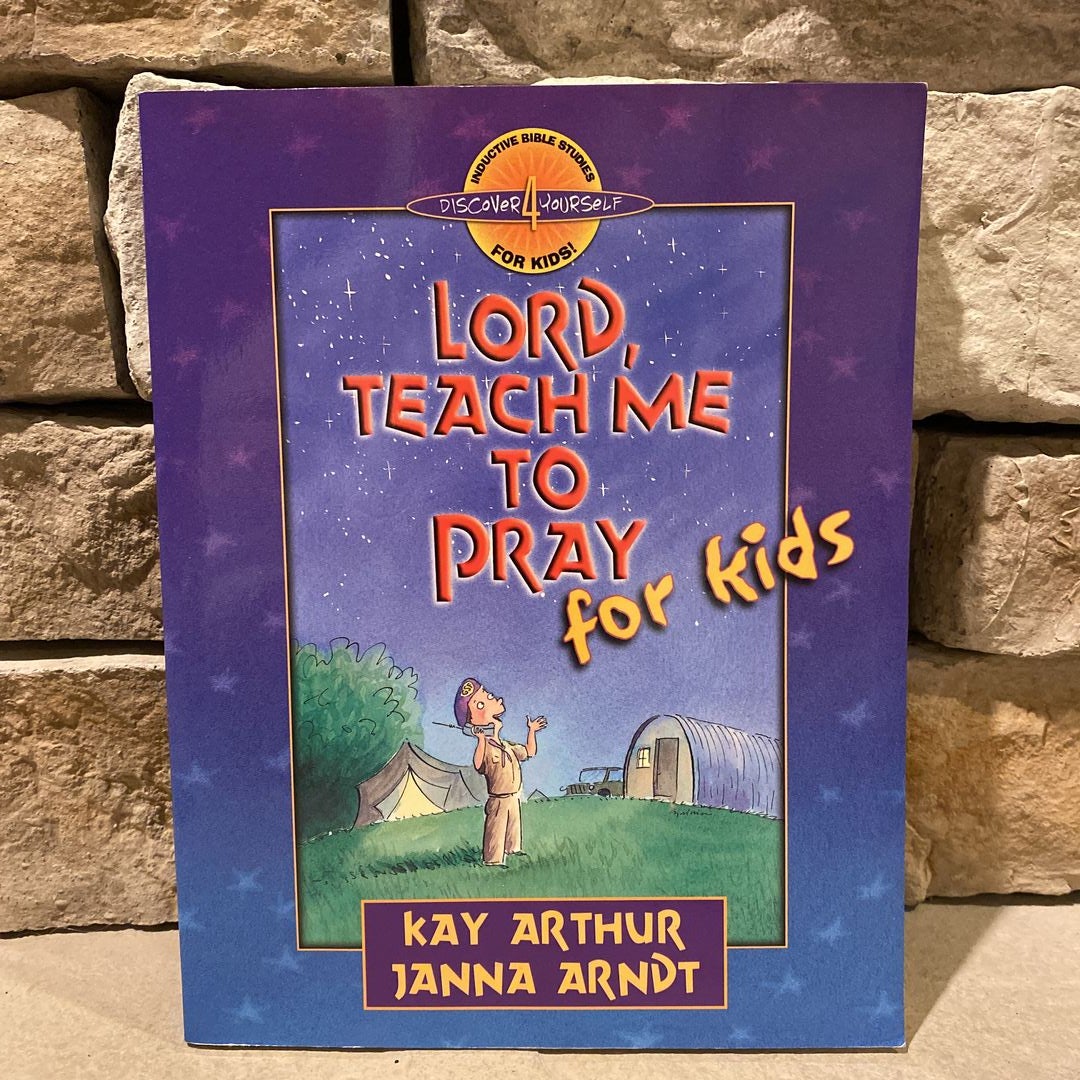 INDUCTIVE BIBLE STUDIES
DISCOVER 4 YOURSELF
FOR KIDS!
LORD,
TEACH ME
TO
PRAY
for kids
KAY ARTHUR
JANNA ARNDT